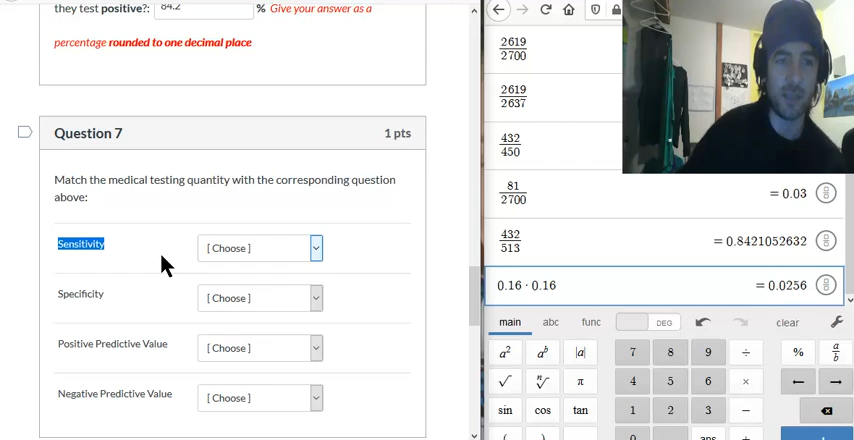 they test positive?: 84.2 % Give your answer as a
percentage rounded to one decimal place
Question 7 1 pts
Match the medical testing quantity with the corresponding question
above:
Sensitivity [ Choose ]
Specificity [ Choose ]
Positive Predictive Value [ Choose ]
Negative Predictive Value [ Choose ]
2619
2700
2619
2637
432
450
81
2700 = 0.03
432
513 = 0.8421052632
0.16 · 0.16 = 0.0256
main abc func DEG clear
a² aᵇ |a| 7 8 9 ÷ % a
b
√ ⁿ√ π 4 5 6 × ← →
sin cos tan 1 2 3 −
( ) 0 . ans +